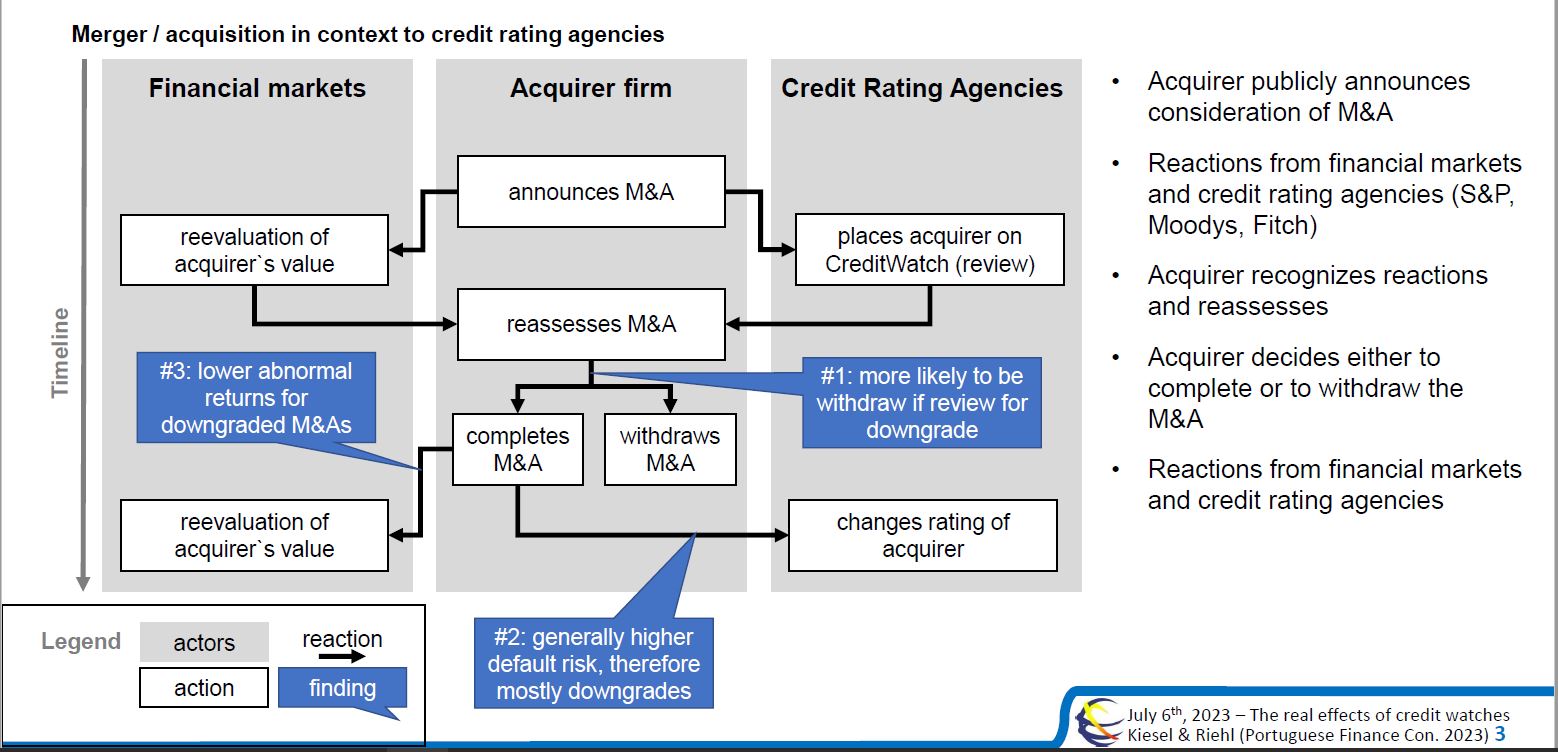 Merger / acquisition in context to credit rating agencies
Timeline
Financial markets
Acquirer firm
Credit Rating Agencies
announces M&A
reevaluation of
acquirer`s value
places acquirer on
CreditWatch (review)
reassesses M&A
#3: lower abnormal
returns for
downgraded M&As
#1: more likely to be
withdraw if review for
downgrade
completes
M&A
withdraws
M&A
reevaluation of
acquirer`s value
changes rating of
acquirer
#2: generally higher
default risk, therefore
mostly downgrades
Legend
actors
reaction
action
finding
• Acquirer publicly announces
consideration of M&A
• Reactions from financial markets
and credit rating agencies (S&P,
Moodys, Fitch)
• Acquirer recognizes reactions
and reassesses
• Acquirer decides either to
complete or to withdraw the
M&A
• Reactions from financial markets
and credit rating agencies
July 6th, 2023 – The real effects of credit watches
Kiesel & Riehl (Portuguese Finance Con. 2023) 3